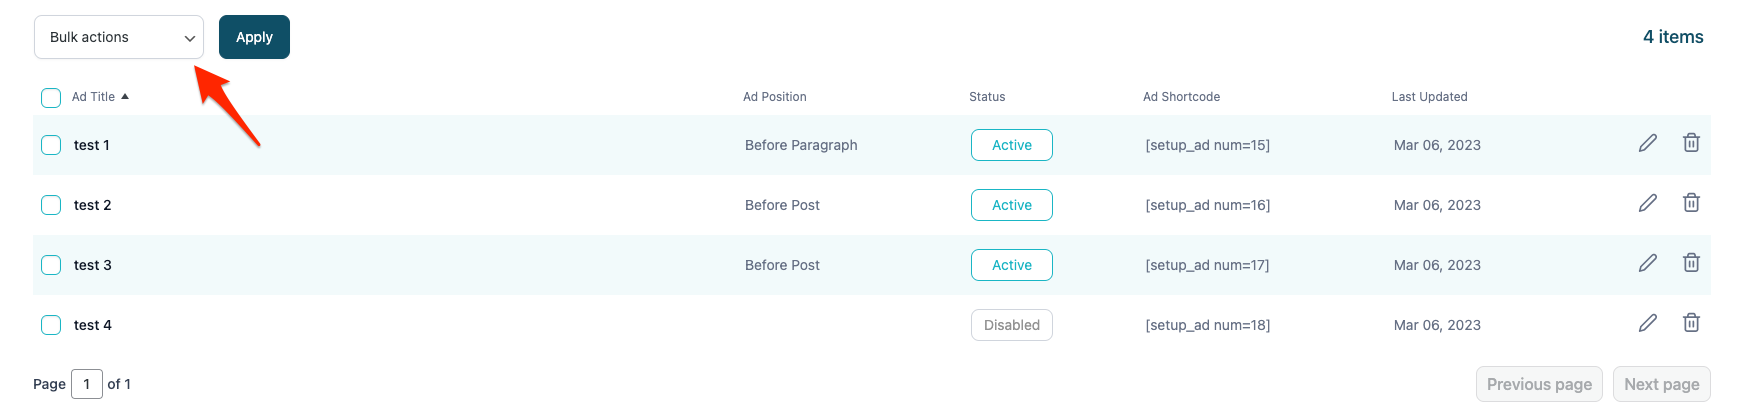 Bulk actions Apply 4 items
Ad Title Ad Position Status Ad Shortcode Last Updated
test 1 Before Paragraph Active [setup_ad num=15] Mar 06, 2023
test 2 Before Post Active [setup_ad num=16] Mar 06, 2023
test 3 Before Post Active [setup_ad num=17] Mar 06, 2023
test 4 Disabled [setup_ad num=18] Mar 06, 2023
Page 1 of 1 Previous page Next page